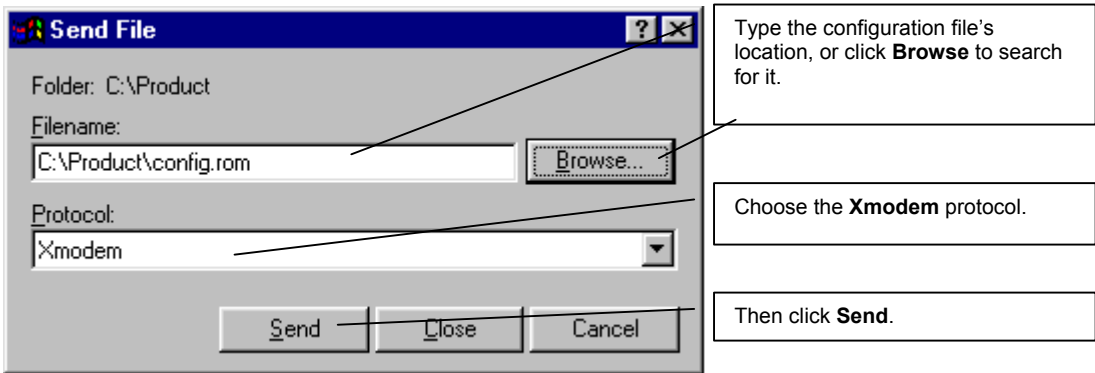 Send File
Folder: C:\Product
Filename:
C:\Product\config.rom
Browse...
Protocol:
Xmodem
Send
Close
Cancel
Type the configuration file's
location, or click Browse to search
for it.
Choose the Xmodem protocol.
Then click Send.